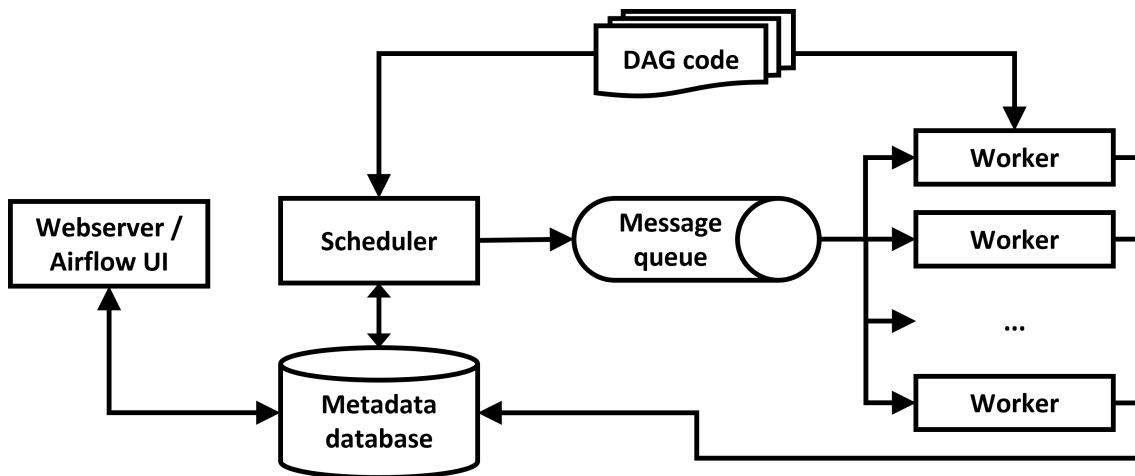 DAG code
Worker
Webserver /
Airflow UI
Scheduler
Message
queue
Worker
...
Metadata
database
Worker